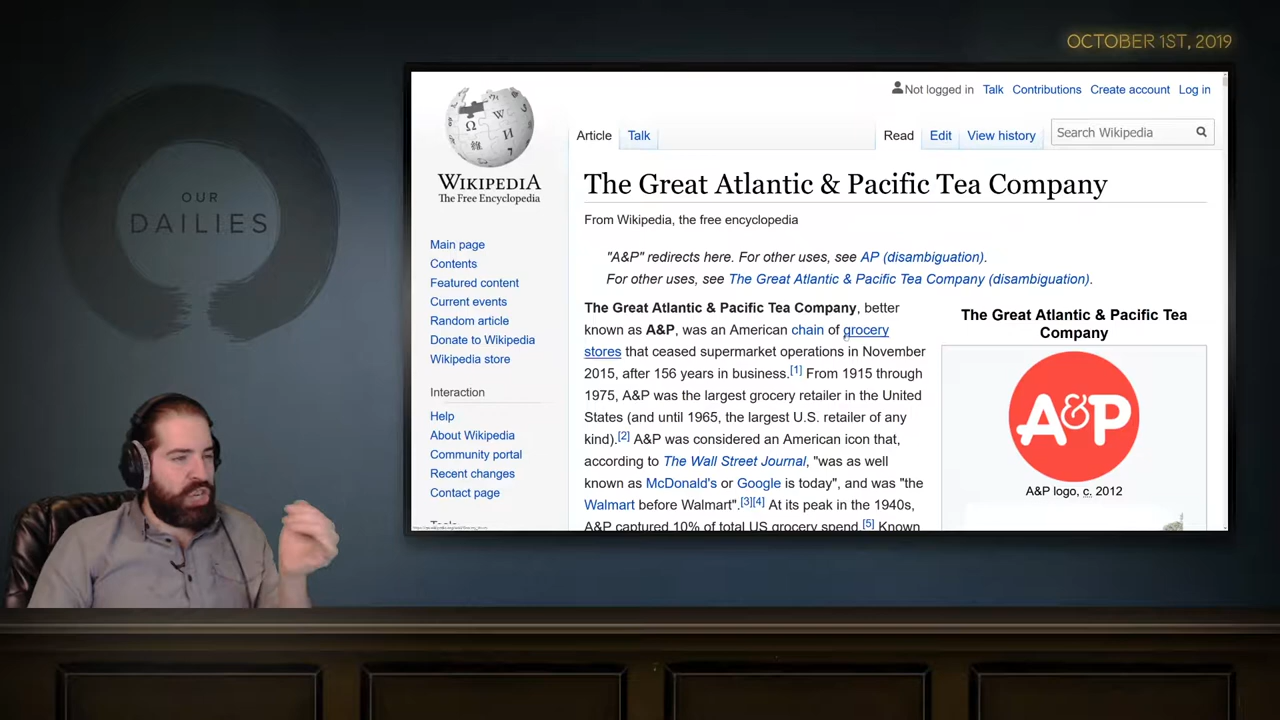 OCTOBER 1ST, 2019
OUR
DAILIES
Ω
W
И
WIKIPEDIA
The Free Encyclopedia
Main page
Contents
Featured content
Current events
Random article
Donate to Wikipedia
Wikipedia store
Interaction
Help
About Wikipedia
Community portal
Recent changes
Contact page
Not logged in Talk Contributions Create account Log in
Article Talk Read Edit View history Search Wikipedia
The Great Atlantic & Pacific Tea Company
From Wikipedia, the free encyclopedia
"A&P" redirects here. For other uses, see AP (disambiguation).
For other uses, see The Great Atlantic & Pacific Tea Company (disambiguation).
The Great Atlantic & Pacific Tea Company, better
known as A&P, was an American chain of grocery
stores that ceased supermarket operations in November
2015, after 156 years in business.[1] From 1915 through
1975, A&P was the largest grocery retailer in the United
States (and until 1965, the largest U.S. retailer of any
kind).[2] A&P was considered an American icon that,
according to The Wall Street Journal, "was as well
known as McDonald's or Google is today", and was "the
Walmart before Walmart".[3][4] At its peak in the 1940s,
A&P captured 10% of total US grocery spend.[5] Known
The Great Atlantic & Pacific Tea
Company
A&P
A&P logo, c. 2012